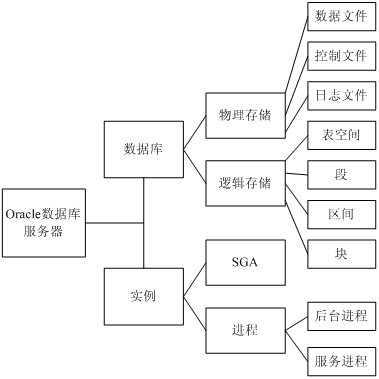 数据文件
控制文件
物理存储
日志文件
数据库
表空间
逻辑存储
段
Oracle数据库
服务器
区间
块
SGA
实例
后台进程
进程
服务进程